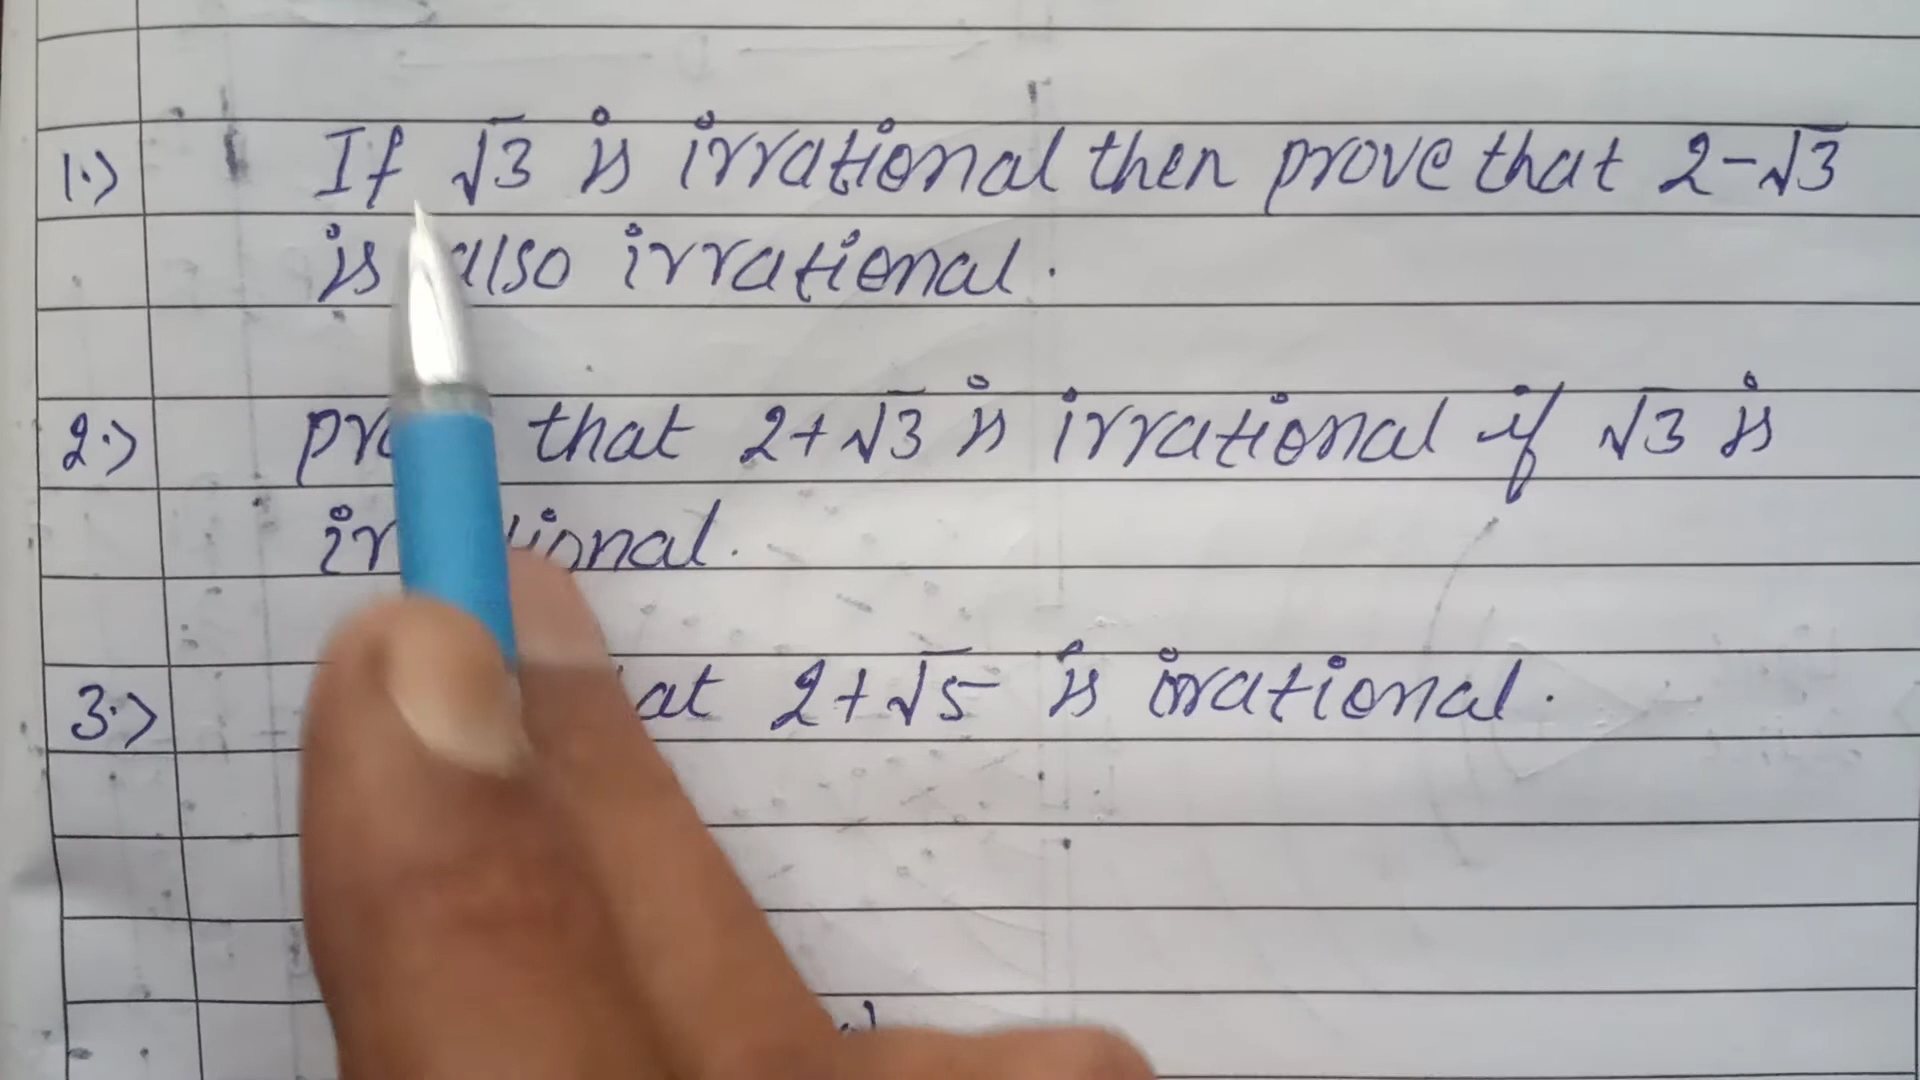 1.) If √3 is irrational then prove that 2-√3
is also irrational.
2.) that 2+√3 is irrational if √3 is
irrational.
3.) 2+√5 is irrational.